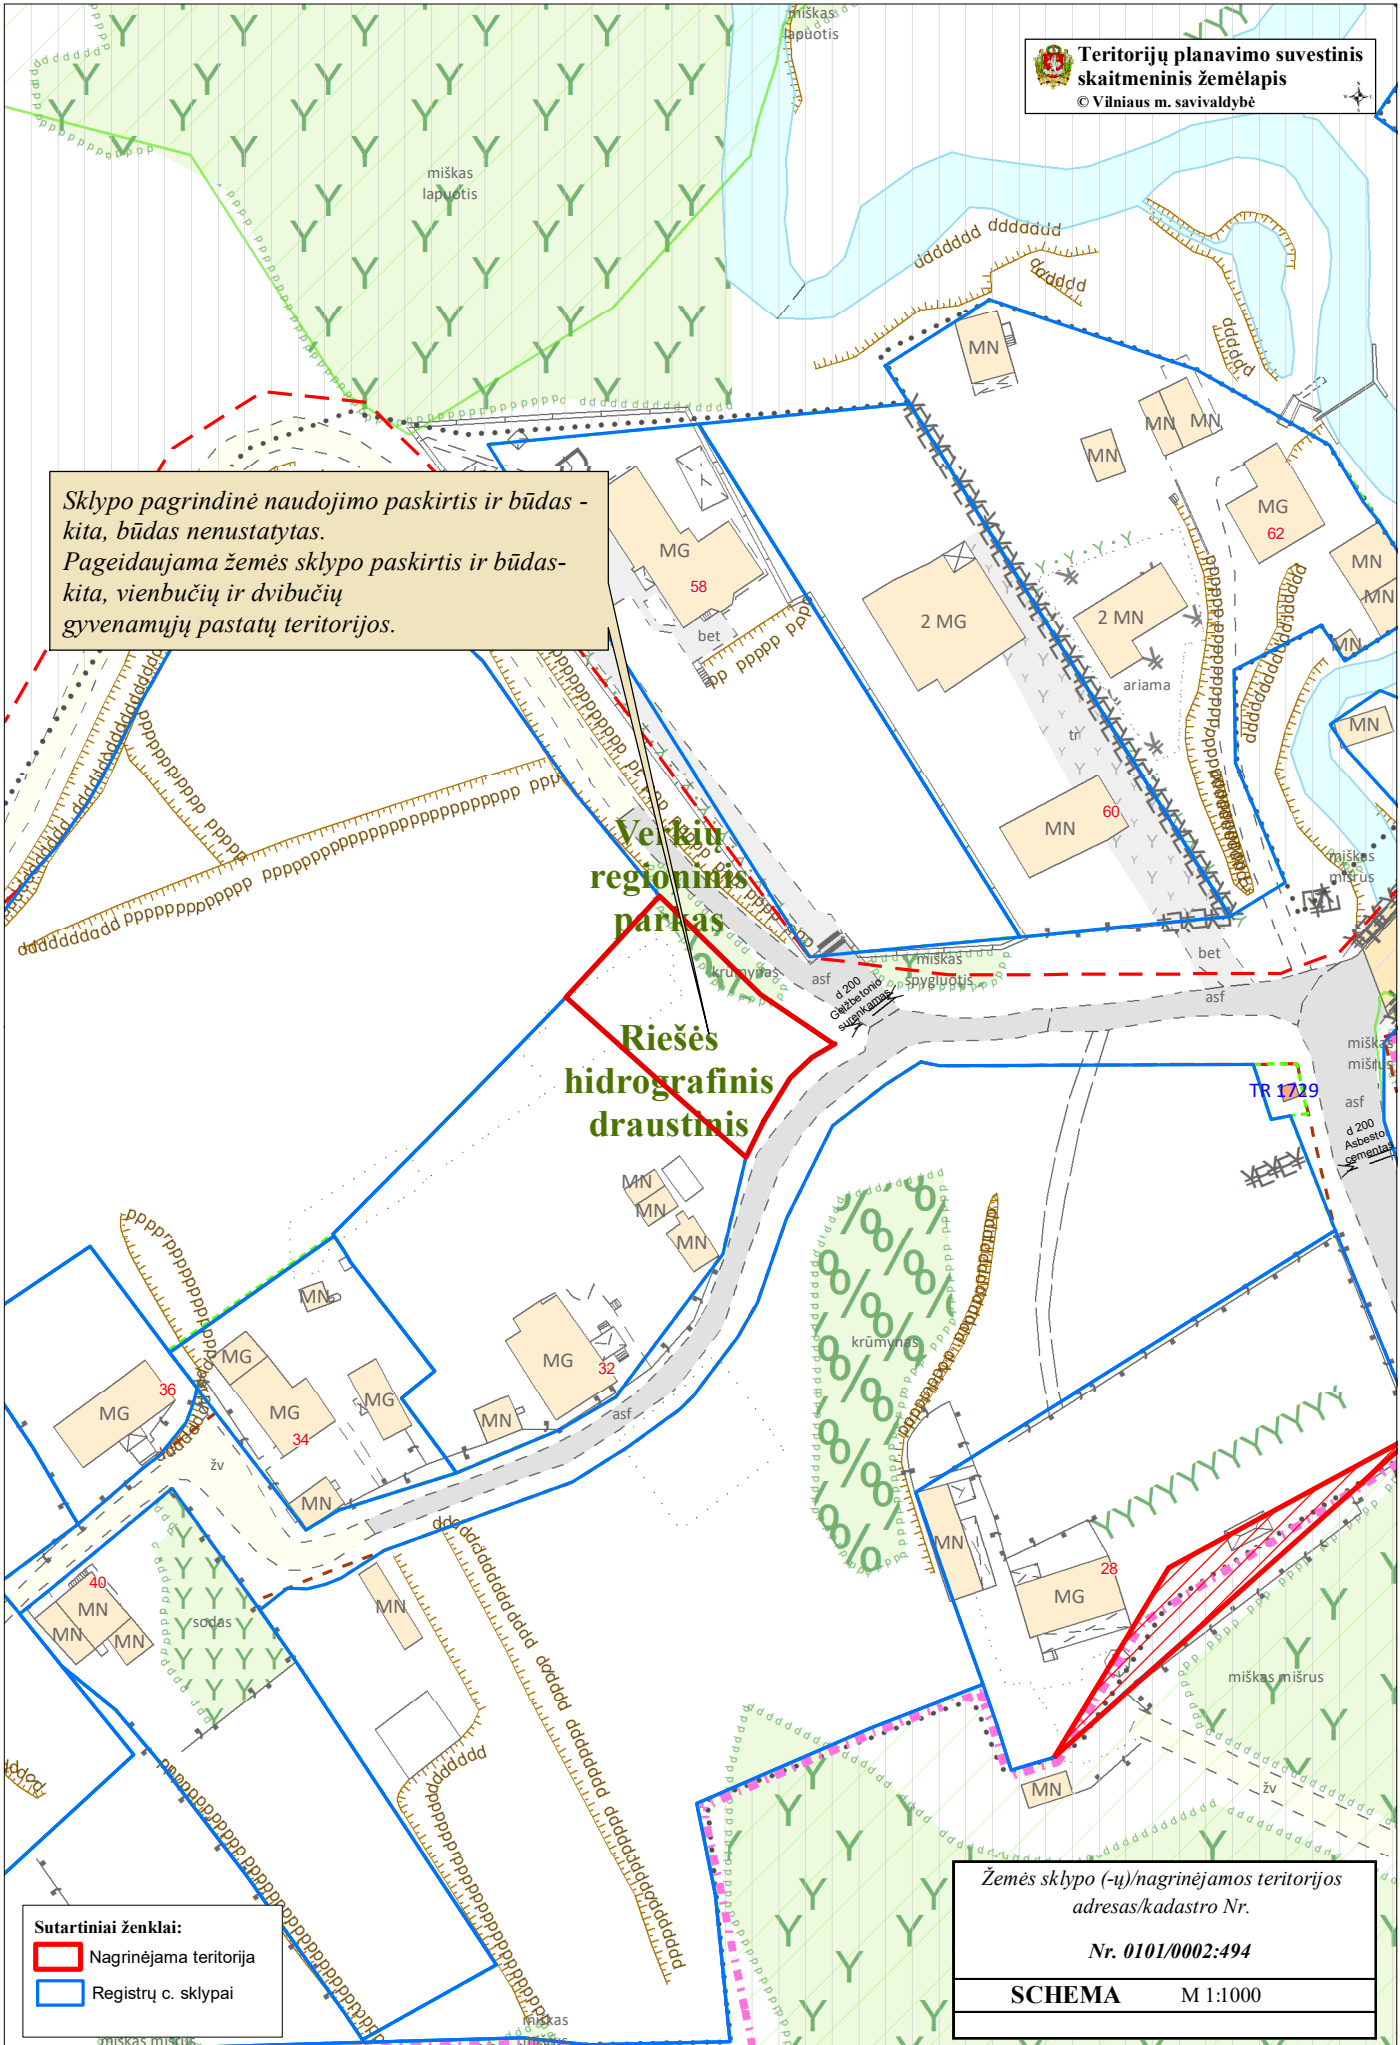 miškas
lapuotis
Teritorijų planavimo suvestinis
skaitmeninis žemėlapis
© Vilniaus m. savivaldybė
miškas
lapuotis
MN
MN
MN
MN
MG
62
MN
MN
MN
MN
Sklypo pagrindinė naudojimo paskirtis ir būdas -
kita, būdas nenustatytas.
Pageidaujama žemės sklypo paskirtis ir būdas-
kita, vienbučių ir dvibučių
gyvenamųjų pastatų teritorijos.
MG
58
bet
2 MG
2 MN
ariama
tr
MN
60
miškas
mišrus
Verkių
regioninis
parkas
krūmynas
asf
d 200
Gelžbetonio
surenkamas
miškas
spygliuotis
bet
asf
Riešės
hidrografinis
draustinis
miškas
mišrus
TR 1729
asf
d 200
Asbesto
cementas
MN
MN
MN
MN
MG
32
MG
36
MG
MG
34
MG
MN
asf
žv
MN
krūmynas
MN
MG
28
40
MN
MN
MN
sodas
MN
miškas mišrus
MN
žv
Žemės sklypo (-ų)/nagrinėjamos teritorijos
adresas/kadastro Nr.
Nr. 0101/0002:494
SCHEMA M 1:1000
Sutartiniai ženklai:
Nagrinėjama teritorija
Registrų c. sklypai
miškas mišrus
miškas
mišrus